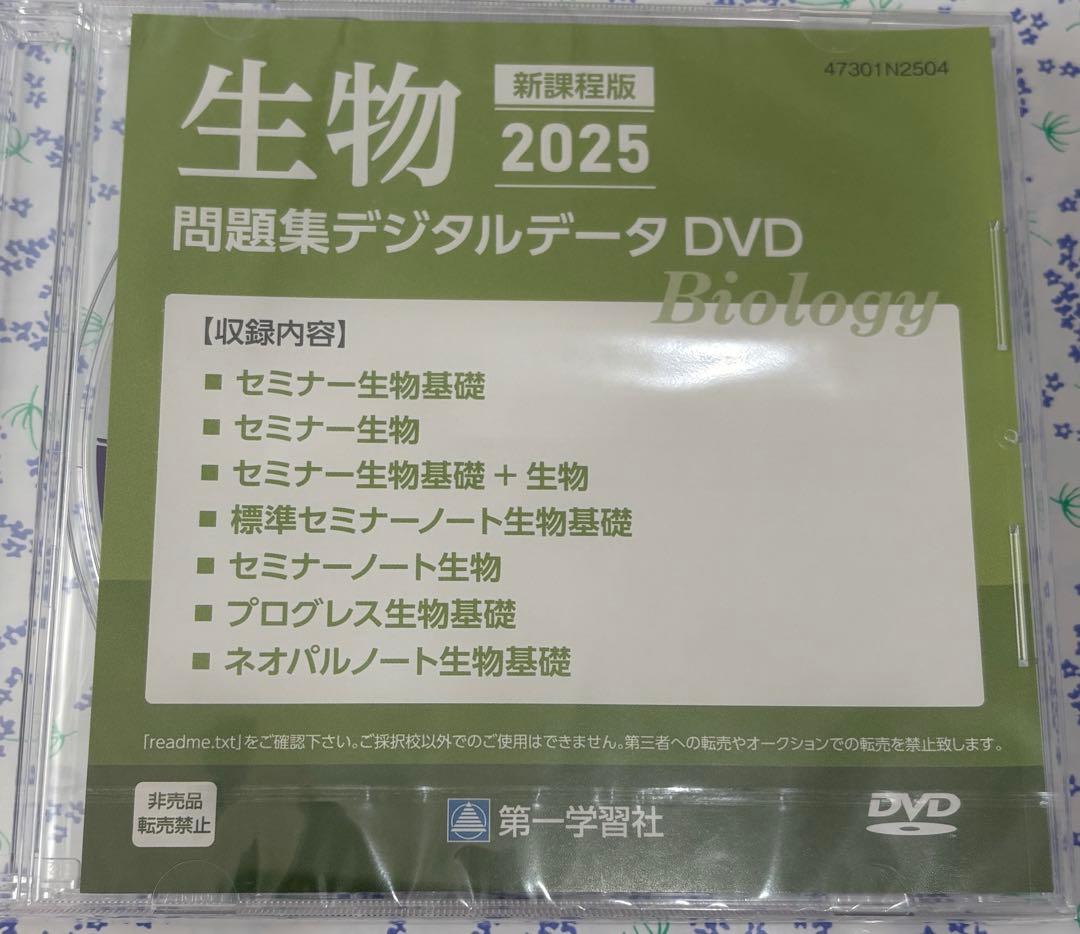 生物
新課程版
2025
47301N2504
問題集デジタルデータ DVD
Biology
【収録内容】
■ セミナー生物基礎
■ セミナー生物
■ セミナー生物基礎 + 生物
■ 標準セミナーノート生物基礎
■ セミナーノート生物
■ プログレス生物基礎
■ ネオパルノート生物基礎
「readme.txt」をご確認下さい。ご採択校以外でのご使用はできません。第三者への転売やオークションでの転売を禁止致します。
非売品
転売禁止
第一学習社
DVD